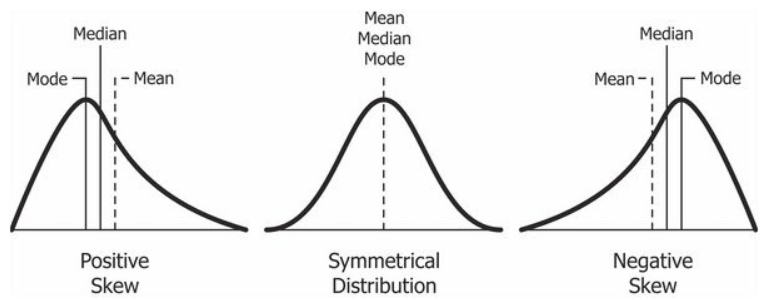 Median
Mode
Mean
Positive
Skew
Mean
Median
Mode
Symmetrical
Distribution
Median
Mean
Mode
Negative
Skew